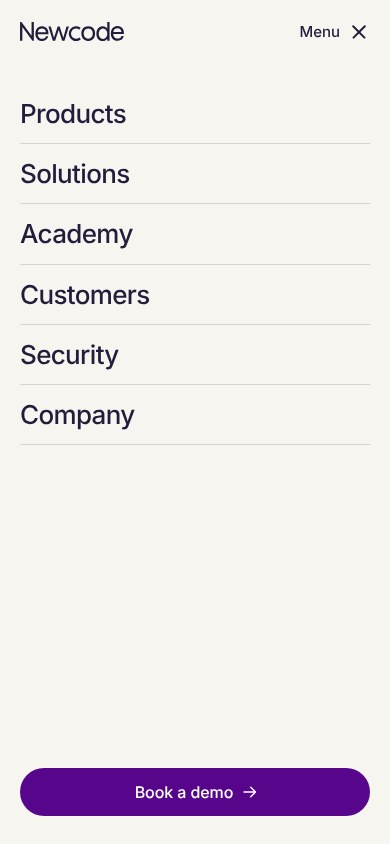 Newcode
Menu
Products
Solutions
Academy
Customers
Security
Company
Book a demo →